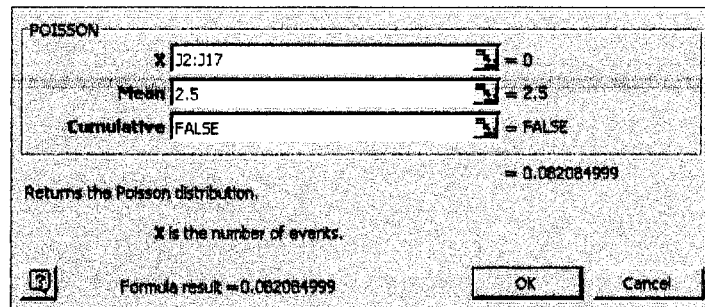 POISSON
X J2:J17 = 0
Mean 2.5 = 2.5
Cumulative FALSE = FALSE
= 0.082084999
Returns the Poisson distribution.
X is the number of events.
Formula result =0.082084999 OK Cancel